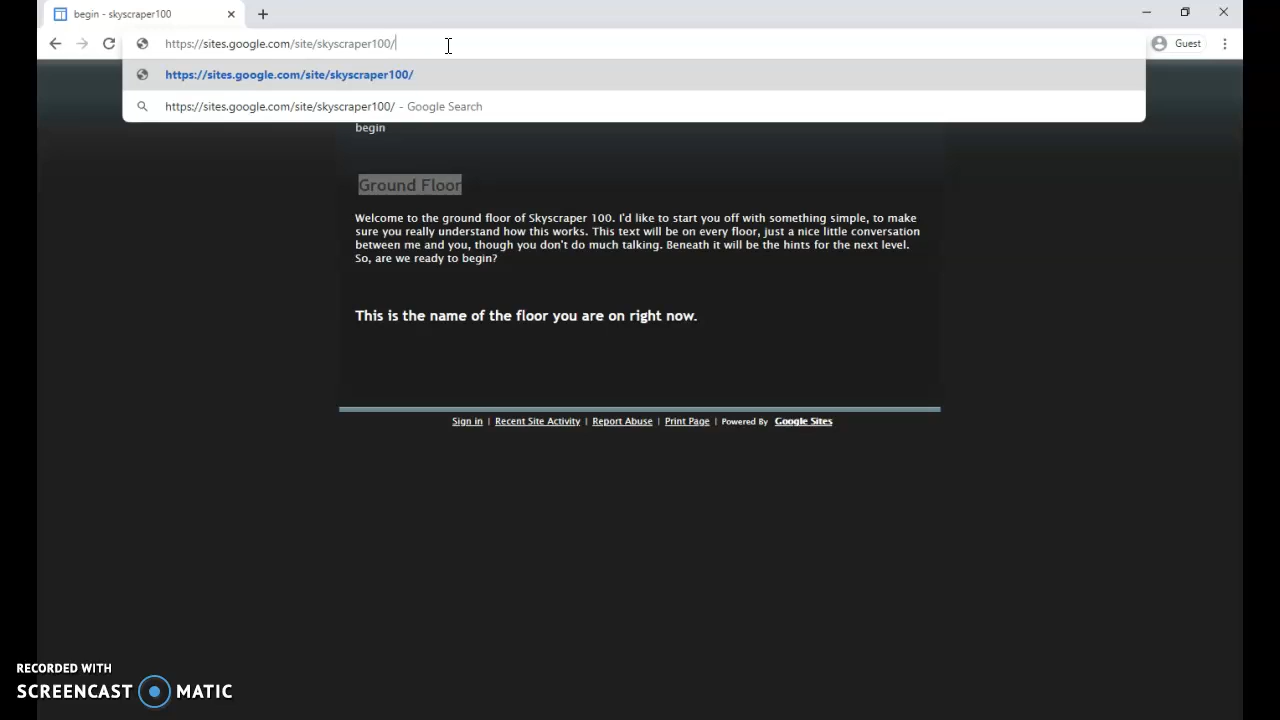 begin - skyscraper100
https://sites.google.com/site/skyscraper100/
Guest
https://sites.google.com/site/skyscraper100/
https://sites.google.com/site/skyscraper100/ - Google Search
begin
Ground Floor
Welcome to the ground floor of Skyscraper 100. I'd like to start you off with something simple, to make
sure you really understand how this works. This text will be on every floor, just a nice little conversation
between me and you, though you don't do much talking. Beneath it will be the hints for the next level.
So, are we ready to begin?
This is the name of the floor you are on right now.
Sign in | Recent Site Activity | Report Abuse | Print Page | Powered By Google Sites
RECORDED WITH
SCREENCAST MATIC